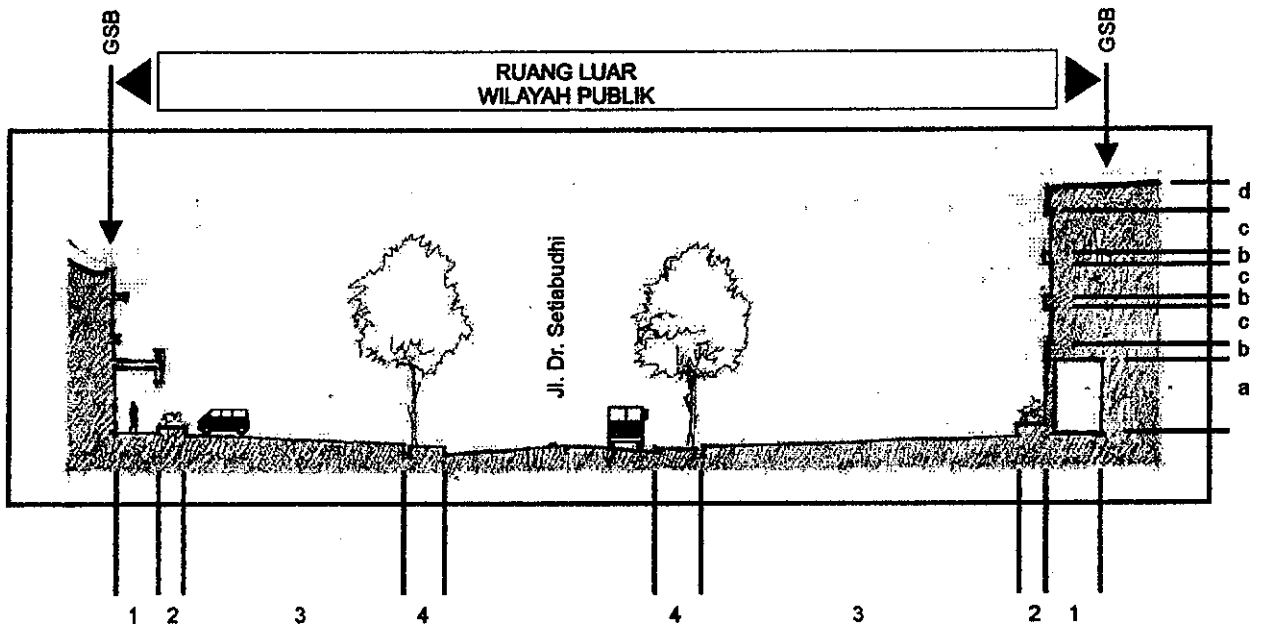 GSB
GSB
RUANG LUAR
WILAYAH PUBLIK
Jl. Dr. Setiabudhi
d
c
b
c
b
c
b
a
1 2 3 4 4 3 2 1